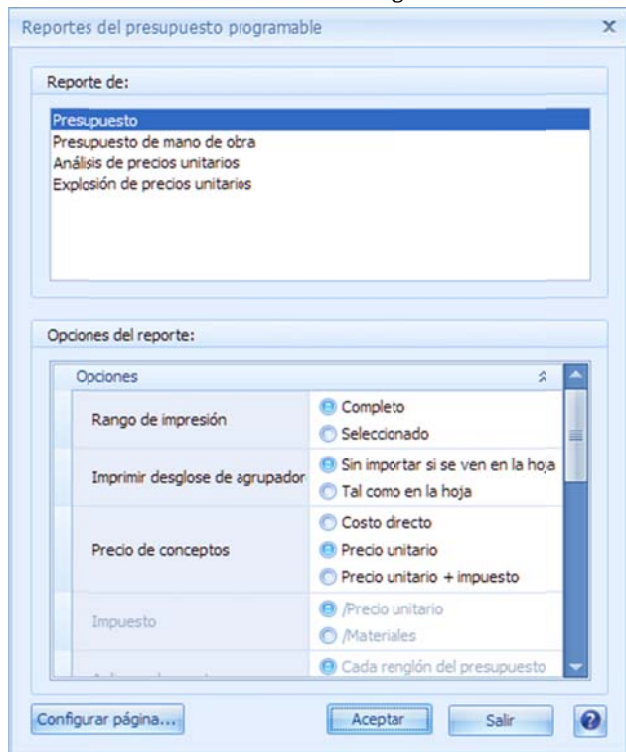 Reportes del presupuesto programable
Reporte de:
Presupuesto
Presupuesto de mano de obra
Análisis de precios unitarios
Explosión de precios unitarios
Opciones del reporte:
Opciones
Rango de impresión
Completo
Seleccionado
Imprimir desglose de agrupador
Sin importar si se ven en la hoja
Tal como en la hoja
Precio de conceptos
Costo directo
Precio unitario
Precio unitario + impuesto
Impuesto
/Precio unitario
/Materiales
Cada renglón del presupuesto
Configurar página...
Aceptar
Salir